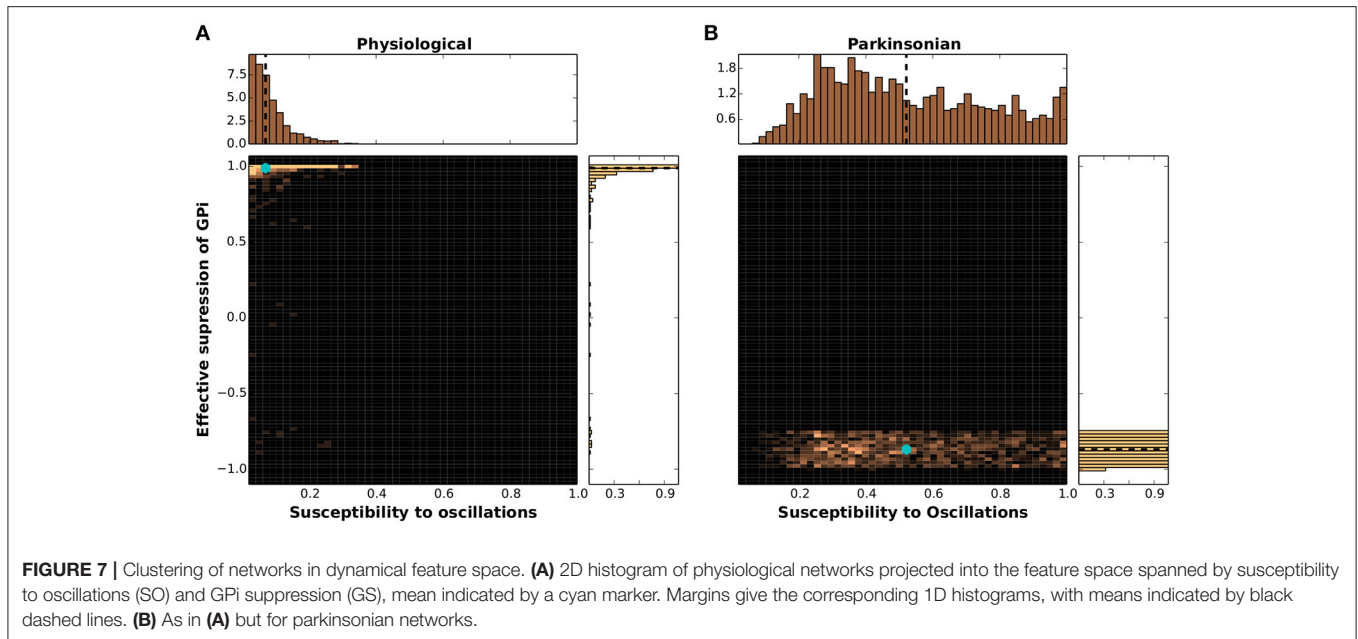 A
Physiological
7.5
5.0
2.5
0.0
1.0
0.5
0.0
−0.5
−1.0
Effective supression of GPi
0.2 0.4 0.6 0.8 1.0
Susceptibility to oscillations
0.3 0.9
B
Parkinsonian
1.8
1.2
0.6
0.2 0.4 0.6 0.8 1.0
Susceptibility to Oscillations
0.3 0.9
FIGURE 7 | Clustering of networks in dynamical feature space. (A) 2D histogram of physiological networks projected into the feature space spanned by susceptibility
to oscillations (SO) and GPi suppression (GS), mean indicated by a cyan marker. Margins give the corresponding 1D histograms, with means indicated by black
dashed lines. (B) As in (A) but for parkinsonian networks.